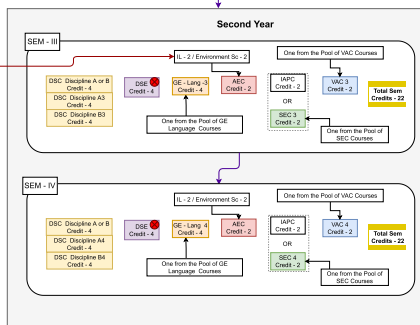 Second Year
SEM - III
IL - 2 / Environment Sc - 2
One from the Pool of VAC Courses
DSC Discipline A or B
Credit - 4
DSC Discipline A3
Credit - 4
DSC Discipline B3
Credit - 4
DSE
Credit - 4
GE - Lang -3
Credit - 4
AEC
Credit - 2
IAPC
Credit - 2
OR
SEC 3
Credit - 2
VAC 3
Credit - 2
Total Sem
Credits - 22
One from the Pool of GE
Language Courses
One from the Pool of
SEC Courses
SEM - IV
IL - 2 / Environment Sc - 2
One from the Pool of VAC Courses
DSC Discipline A or B
Credit - 4
DSC Discipline A4
Credit - 4
DSC Discipline B4
Credit - 4
DSE
Credit - 4
GE - Lang 4
Credit - 4
AEC
Credit - 2
IAPC
Credit - 2
OR
SEC 4
Credit - 2
VAC 4
Credit - 2
Total Sem
Credits - 22
One from the Pool of GE
Language Courses
One from the Pool of
SEC Courses